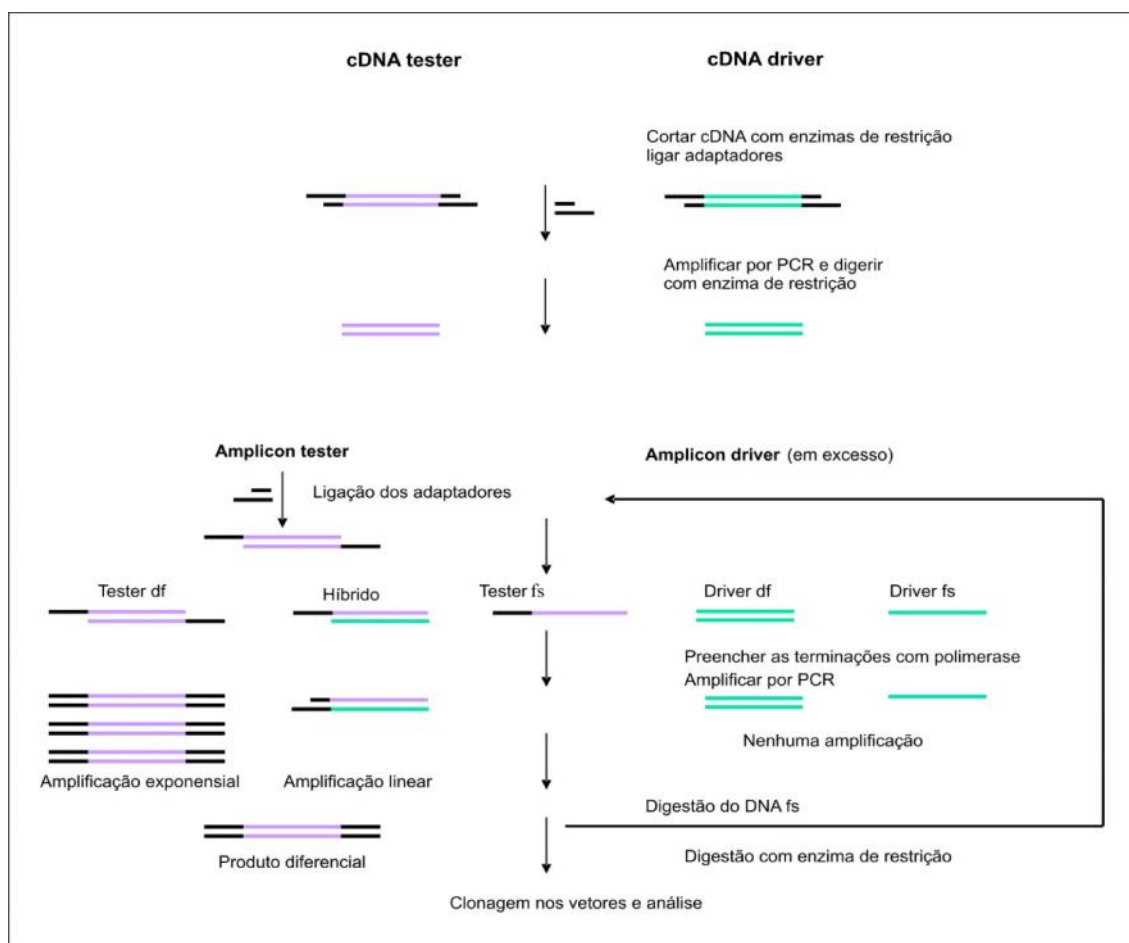 cDNA tester
cDNA driver
Cortar cDNA com enzimas de restrição
ligar adaptadores
Amplificar por PCR e digerir
com enzima de restrição
Amplicon tester
Amplicon driver (em excesso)
Ligação dos adaptadores
Tester df
Híbrido
Tester fs
Driver df
Driver fs
Preencher as terminações com polimerase
Amplificar por PCR
Nenhuma amplificação
Amplificação exponensial
Amplificação linear
Digestão do DNA fs
Produto diferencial
Digestão com enzima de restrição
Clonagem nos vetores e análise